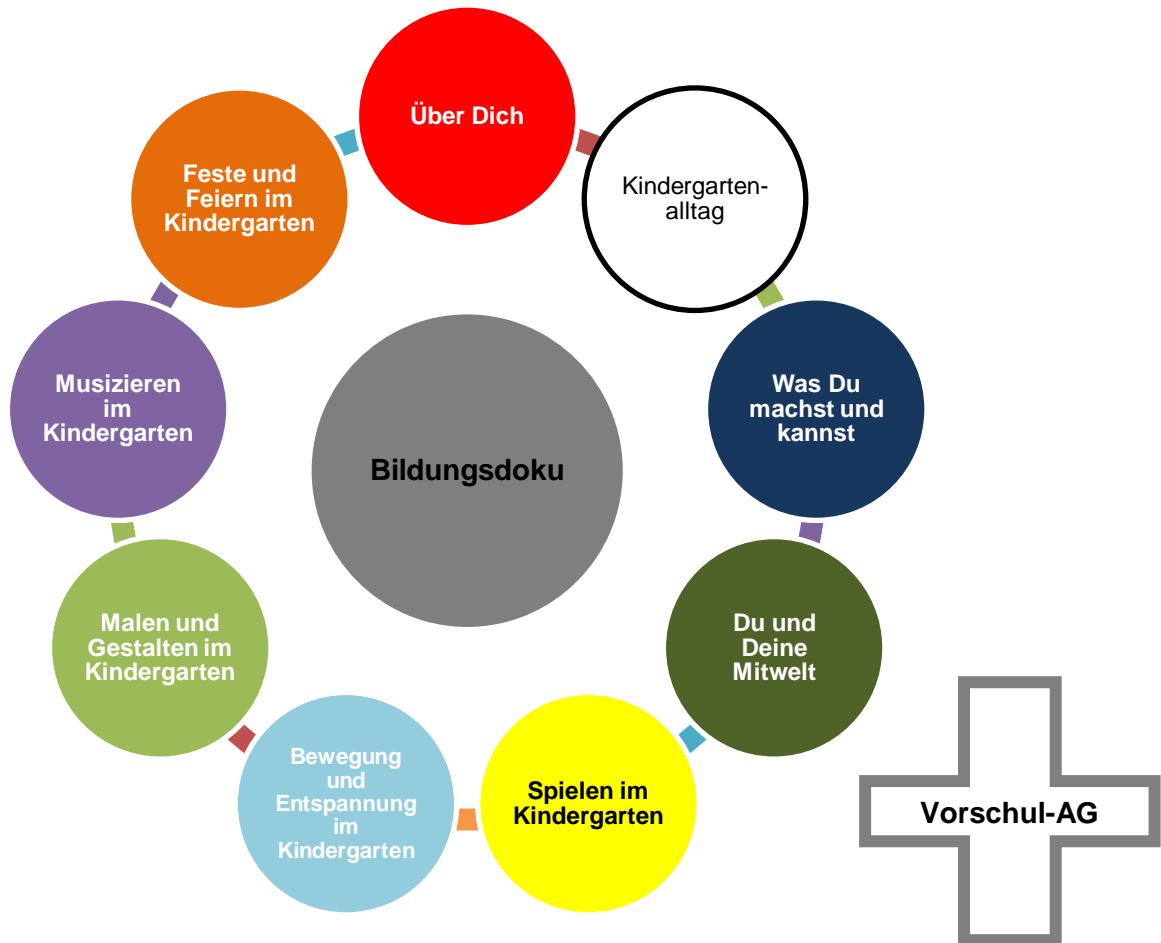 Über Dich
Kindergarten-
alltag
Was Du
machst und
kannst
Du und
Deine
Mitwelt
Spielen im
Kindergarten
Bewegung
und
Entspannung
im
Kindergarten
Malen und
Gestalten im
Kindergarten
Musizieren
im
Kindergarten
Feste und
Feiern im
Kindergarten
Bildungsdoku
Vorschul-AG